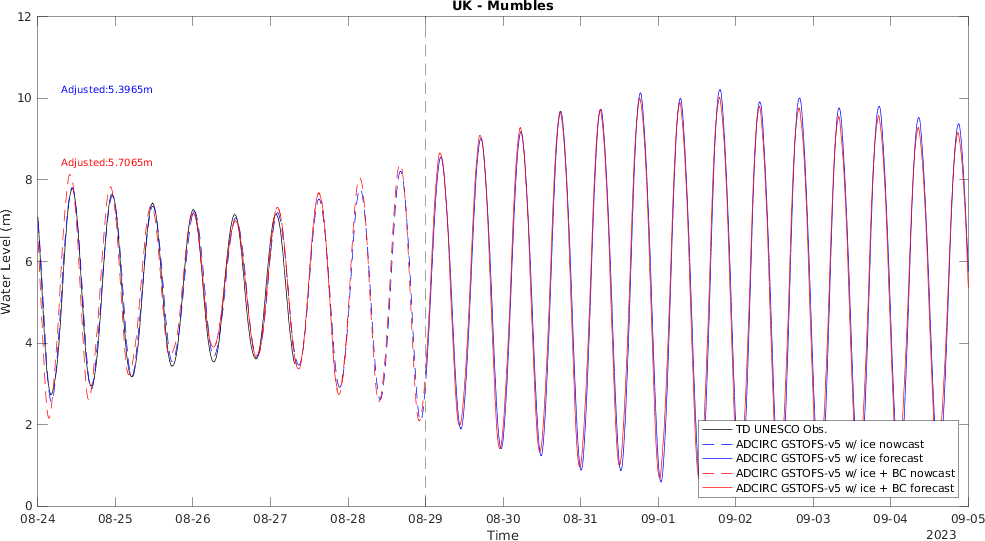 UK - Mumbles
12
10
8
6
4
2
0
Water Level (m)
Adjusted:5.3965m
Adjusted:5.7065m
TD UNESCO Obs.
ADCIRC GSTOFS-v5 w/ ice nowcast
ADCIRC GSTOFS-v5 w/ ice forecast
ADCIRC GSTOFS-v5 w/ ice + BC nowcast
ADCIRC GSTOFS-v5 w/ ice + BC forecast
08-24 08-25 08-26 08-27 08-28 08-29 08-30 08-31 09-01 09-02 09-03 09-04 09-05
Time
2023